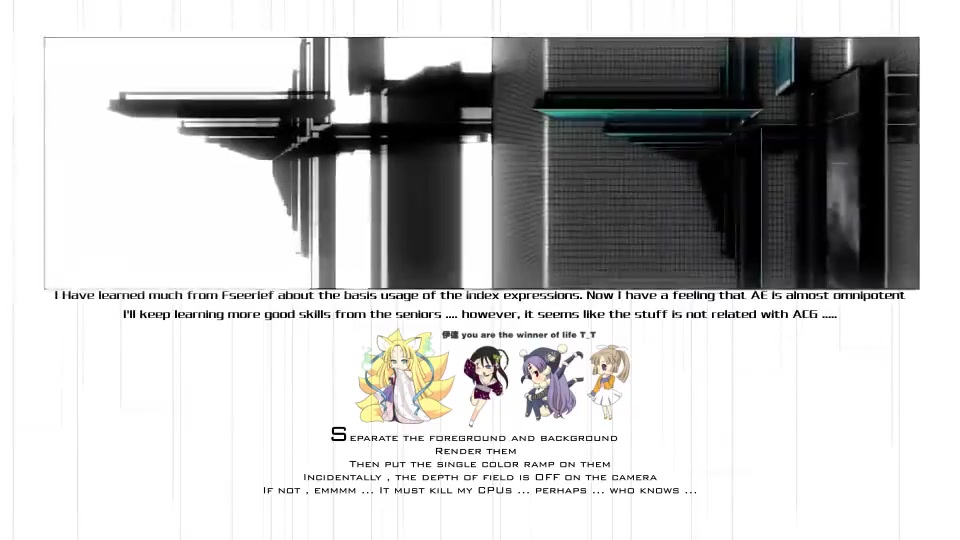 I Have learned much from Fseerlef about the basis usage of the index expressions. Now I have a feeling that AE is almost omnipotent
I'll keep learning more good skills from the seniors .... however, it seems like the stuff is not related with ACG .....
伊達 you are the winner of life T_T
Separate the foreground and background
Render them
Then put the single color ramp on them
Incidentally , the depth of field is OFF on the camera
If not , emmmm ... It must kill my CPUs ... perhaps ... who knows ...